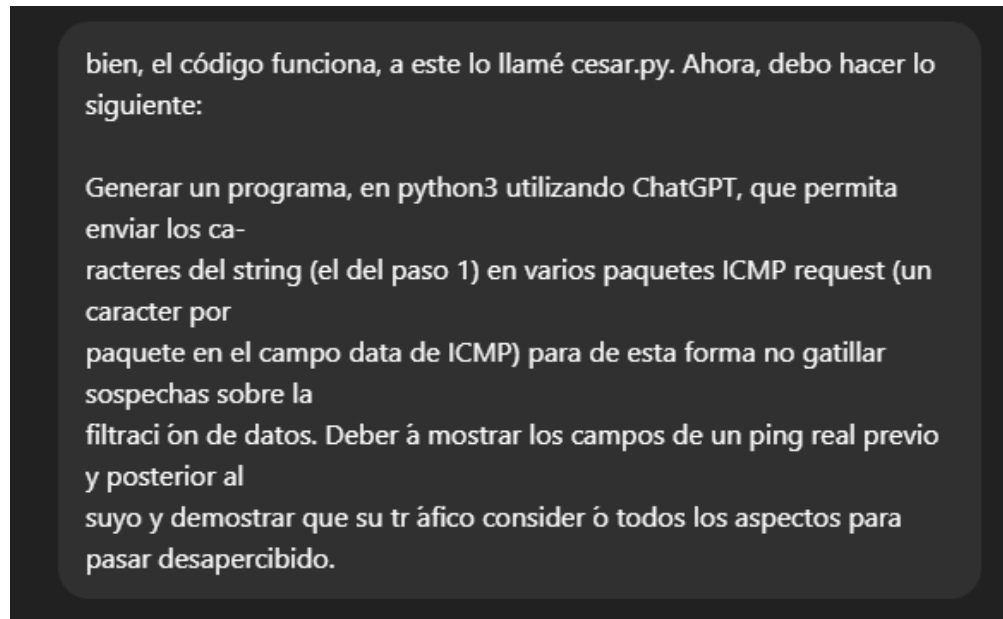 bien, el código funciona, a este lo llamé cesar.py. Ahora, debo hacer lo
siguiente:
Generar un programa, en python3 utilizando ChatGPT, que permita
enviar los ca-
racteres del string (el del paso 1) en varios paquetes ICMP request (un
caracter por
paquete en el campo data de ICMP) para de esta forma no gatillar
sospechas sobre la
filtraci ́on de datos. Deber ́a mostrar los campos de un ping real previo
y posterior al
suyo y demostrar que su tr ́afico consider ́o todos los aspectos para
pasar desapercibido.